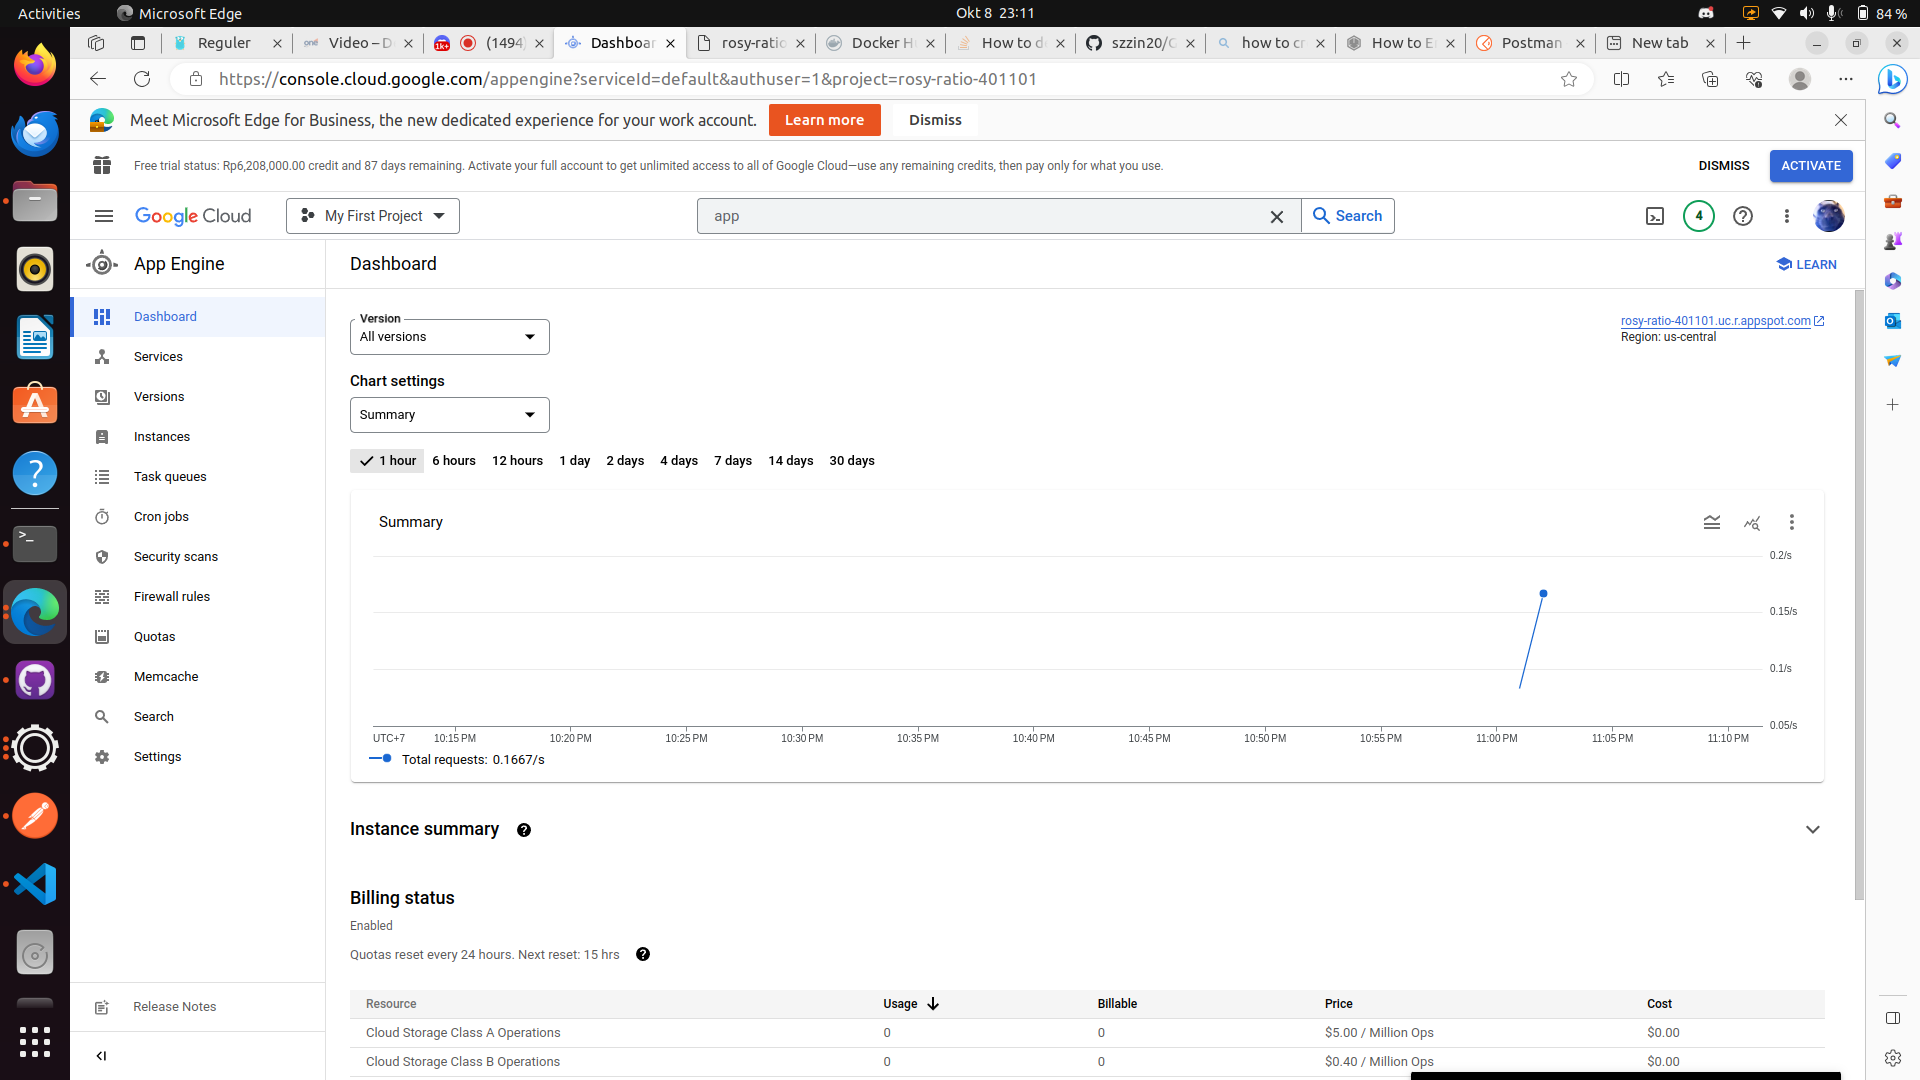 Activities
Microsoft Edge
Okt 8 23:11
84 %
Reguler
Video – D
(1494)
Dashboar
rosy-ratio
Docker H
How to d
szzin20/G
how to cr
How to E
Postman
New tab
https://console.cloud.google.com/appengine?serviceId=default&authuser=1&project=rosy-ratio-401101
Meet Microsoft Edge for Business, the new dedicated experience for your work account.
Learn more
Dismiss
Free trial status: Rp6,208,000.00 credit and 87 days remaining. Activate your full account to get unlimited access to all of Google Cloud—use any remaining credits, then pay only for what you use.
DISMISS
ACTIVATE
Google Cloud
My First Project
app
Search
4
App Engine
Dashboard
LEARN
Dashboard
Services
Versions
Instances
Task queues
Cron jobs
Security scans
Firewall rules
Quotas
Memcache
Search
Settings
Release Notes
Version
All versions
rosy-ratio-401101.uc.r.appspot.com
Region: us-central
Chart settings
Summary
1 hour
6 hours
12 hours
1 day
2 days
4 days
7 days
14 days
30 days
Summary
0.2/s
0.15/s
0.1/s
0.05/s
UTC+7
10:15 PM
10:20 PM
10:25 PM
10:30 PM
10:35 PM
10:40 PM
10:45 PM
10:50 PM
10:55 PM
11:00 PM
11:05 PM
11:10 PM
Total requests: 0.1667/s
Instance summary
Billing status
Enabled
Quotas reset every 24 hours. Next reset: 15 hrs
Resource Usage Billable Price Cost
Cloud Storage Class A Operations 0 0 $5.00 / Million Ops $0.00
Cloud Storage Class B Operations 0 0 $0.40 / Million Ops $0.00